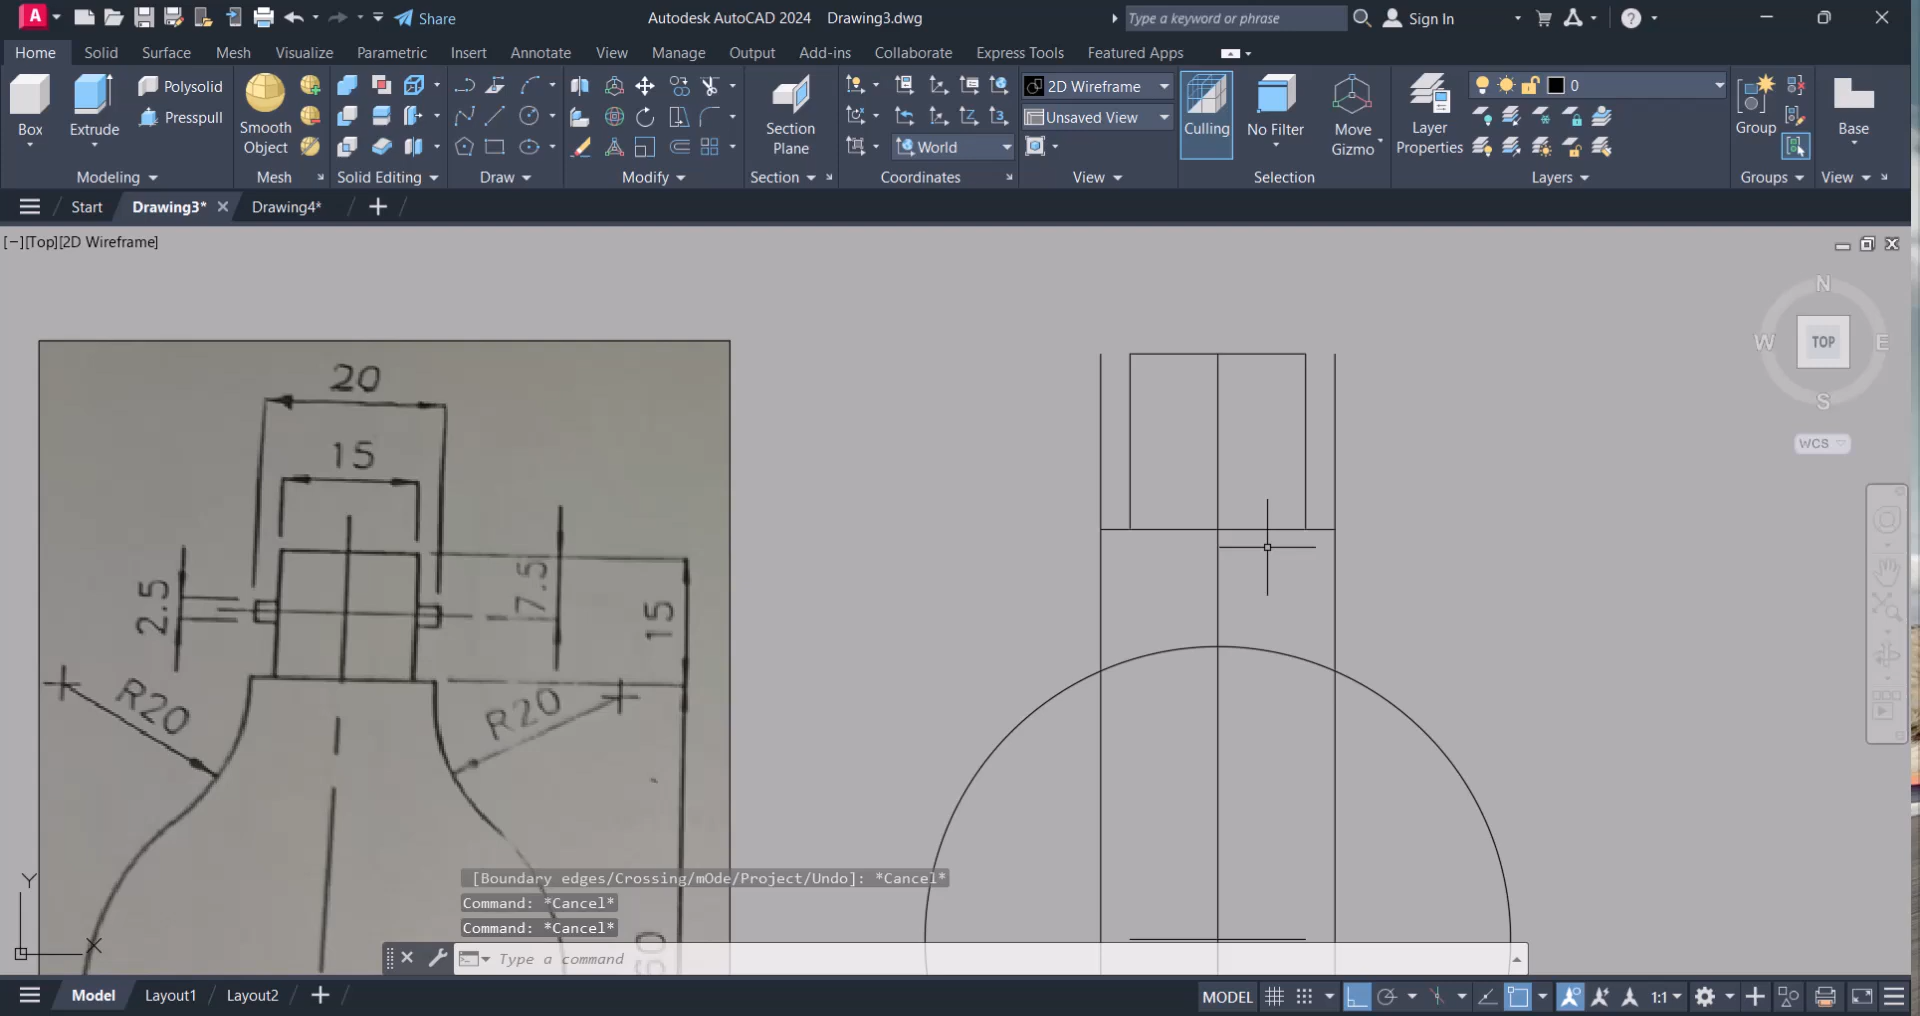 A Share Autodesk AutoCAD 2024 Drawing3.dwg Type a keyword or phrase Sign In ?
Home Solid Surface Mesh Visualize Parametric Insert Annotate View Manage Output Add-ins Collaborate Express Tools Featured Apps
Box
Extrude
Polysolid
Presspull
Smooth
Object
Section
Plane
World
2D Wireframe
Unsaved View
Culling
No Filter
Move
Gizmo
Layer
Properties
0
Group
Base
Modeling Mesh Solid Editing Draw Modify Section Coordinates View Selection Layers Groups View
Start Drawing3* Drawing4*
[−][Top][2D Wireframe]
N
W TOP E
S
WCS
20
15
2.5
7.5
15
R20
R20
60
Y
X
[Boundary edges/Crossing/mOde/Project/Undo]: *Cancel*
Command: *Cancel*
Command: *Cancel*
Type a command
Model Layout1 Layout2 MODEL 1:1